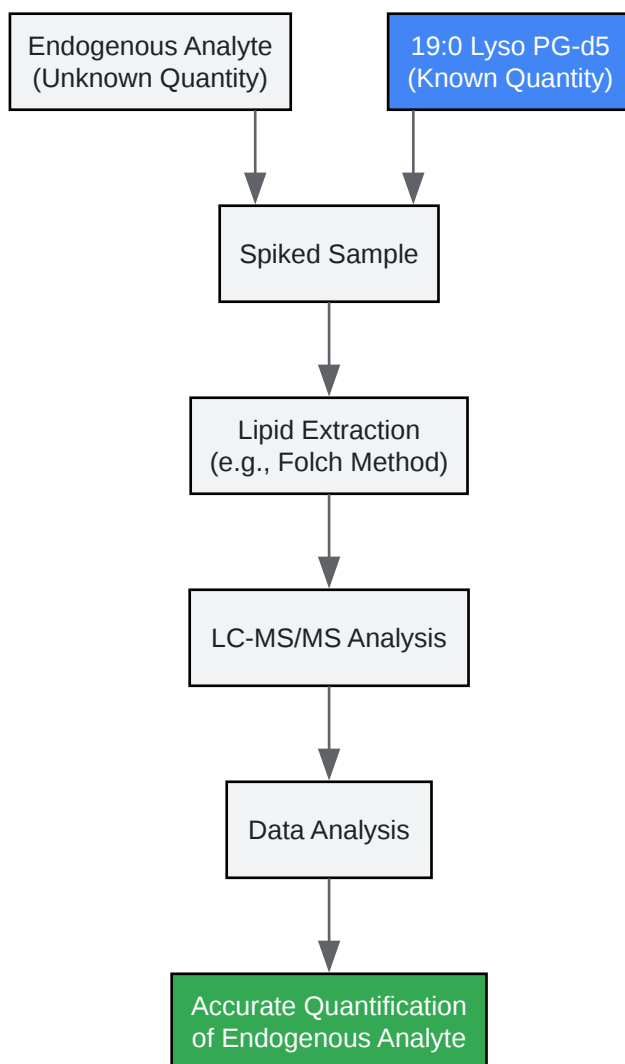 Endogenous Analyte
(Unknown Quantity)
19:0 Lyso PG-d5
(Known Quantity)
Spiked Sample
Lipid Extraction
(e.g., Folch Method)
LC-MS/MS Analysis
Data Analysis
Accurate Quantification
of Endogenous Analyte